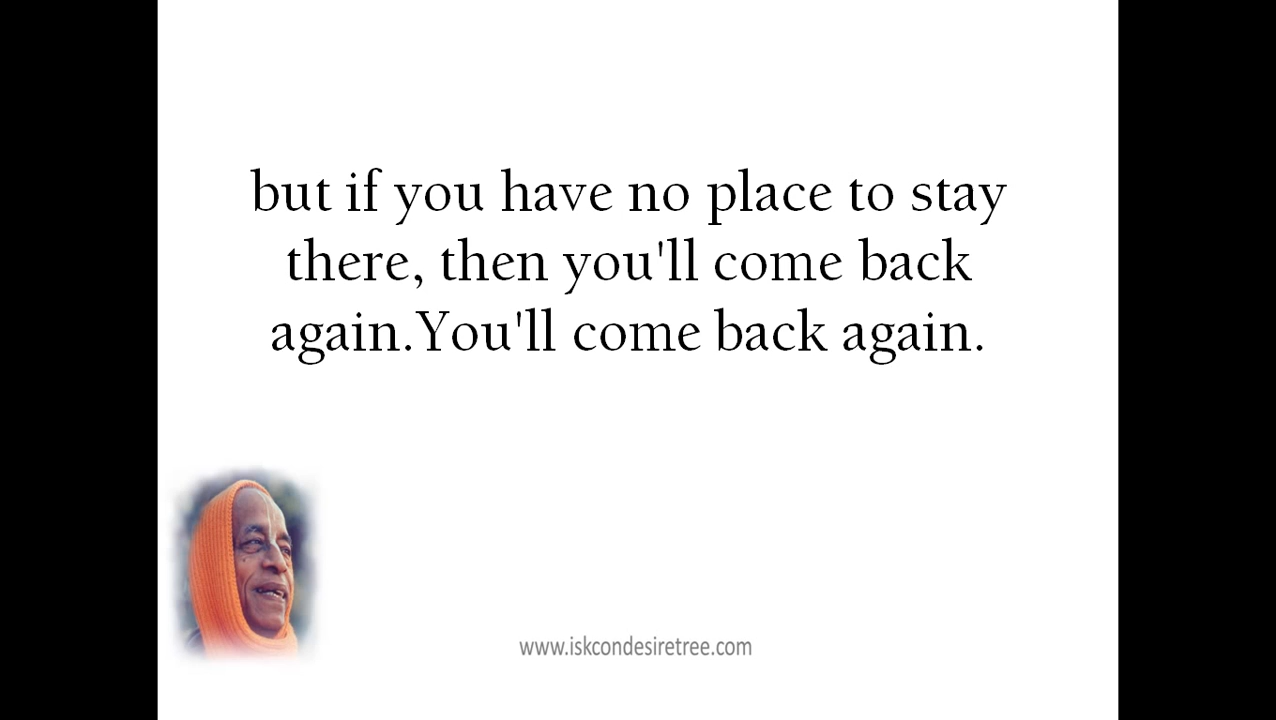 but if you have no place to stay
there, then you'll come back
again.You'll come back again.
www.iskcondesiretree.com